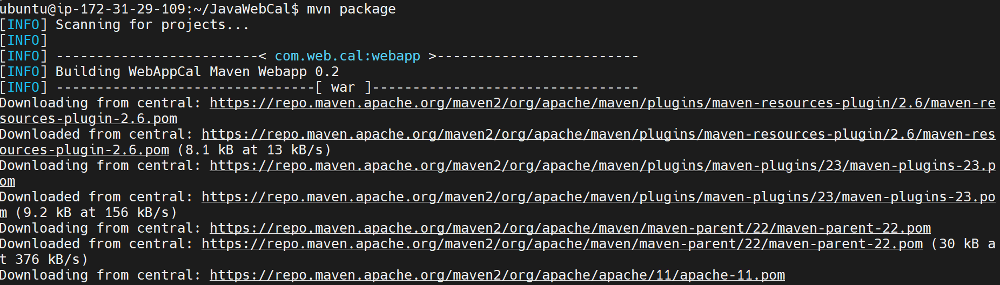 ubuntu@ip-172-31-29-109:~/JavaWebCal$ mvn package
[INFO] Scanning for projects...
[INFO]
[INFO] -------------------------< com.web.cal:webapp >-------------------------
[INFO] Building WebAppCal Maven Webapp 0.2
[INFO] --------------------------------[ war ]---------------------------------
Downloading from central: https://repo.maven.apache.org/maven2/org/apache/maven/plugins/maven-resources-plugin/2.6/maven-re
sources-plugin-2.6.pom
Downloaded from central: https://repo.maven.apache.org/maven2/org/apache/maven/plugins/maven-resources-plugin/2.6/maven-res
ources-plugin-2.6.pom (8.1 kB at 13 kB/s)
Downloading from central: https://repo.maven.apache.org/maven2/org/apache/maven/plugins/maven-plugins/23/maven-plugins-23.p
om
Downloaded from central: https://repo.maven.apache.org/maven2/org/apache/maven/plugins/maven-plugins/23/maven-plugins-23.po
m (9.2 kB at 156 kB/s)
Downloading from central: https://repo.maven.apache.org/maven2/org/apache/maven/maven-parent/22/maven-parent-22.pom
Downloaded from central: https://repo.maven.apache.org/maven2/org/apache/maven/maven-parent/22/maven-parent-22.pom (30 kB a
t 376 kB/s)
Downloading from central: https://repo.maven.apache.org/maven2/org/apache/apache/11/apache-11.pom